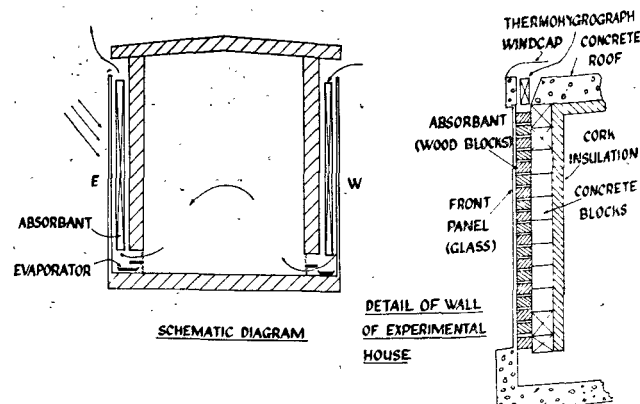 E
W
ABSORBANT
EVAPORATOR
SCHEMATIC DIAGRAM
THERMOHYGROGRAPH
WINDCAP
CONCRETE
ROOF
ABSORBANT
(WOOD BLOCKS)
CORK
INSULATION
FRONT
PANEL
(GLASS)
CONCRETE
BLOCKS
DETAIL OF WALL
OF EXPERIMENTAL
HOUSE